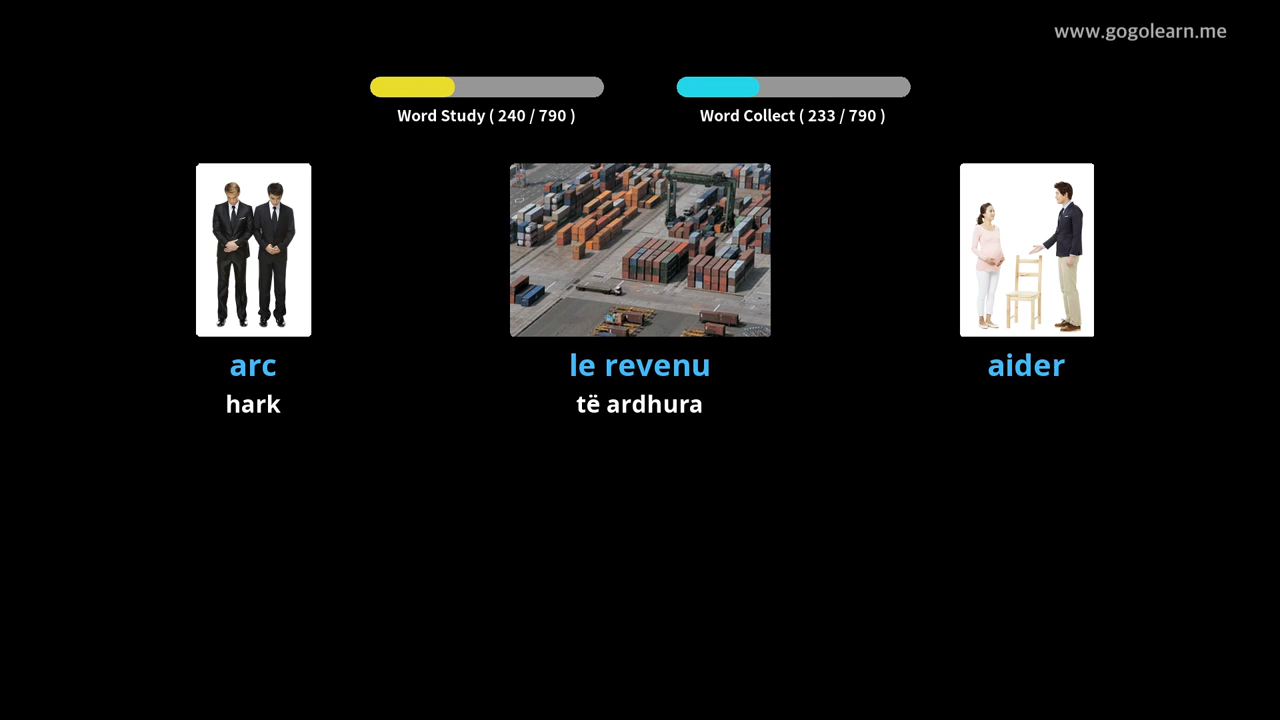 www.gogolearn.me
Word Study ( 240 / 790 )
Word Collect ( 233 / 790 )
arc
le revenu
aider
hark
të ardhura